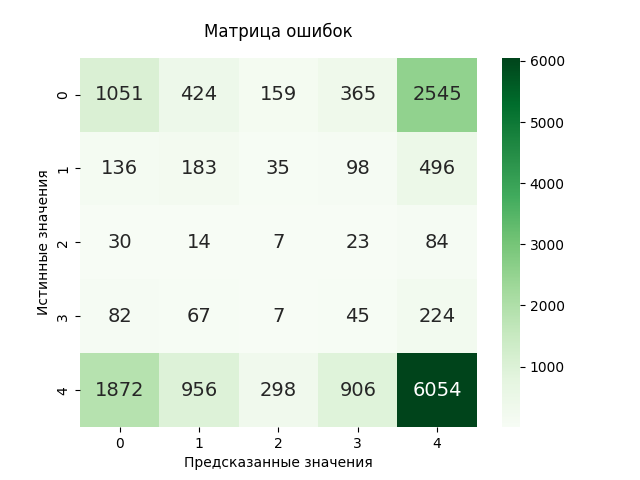 Матрица ошибок
Истинные значения
0 1051 424 159 365 2545
1 136 183 35 98 496
2 30 14 7 23 84
3 82 67 7 45 224
4 1872 956 298 906 6054
0 1 2 3 4
Предсказанные значения
6000
5000
4000
3000
2000
1000